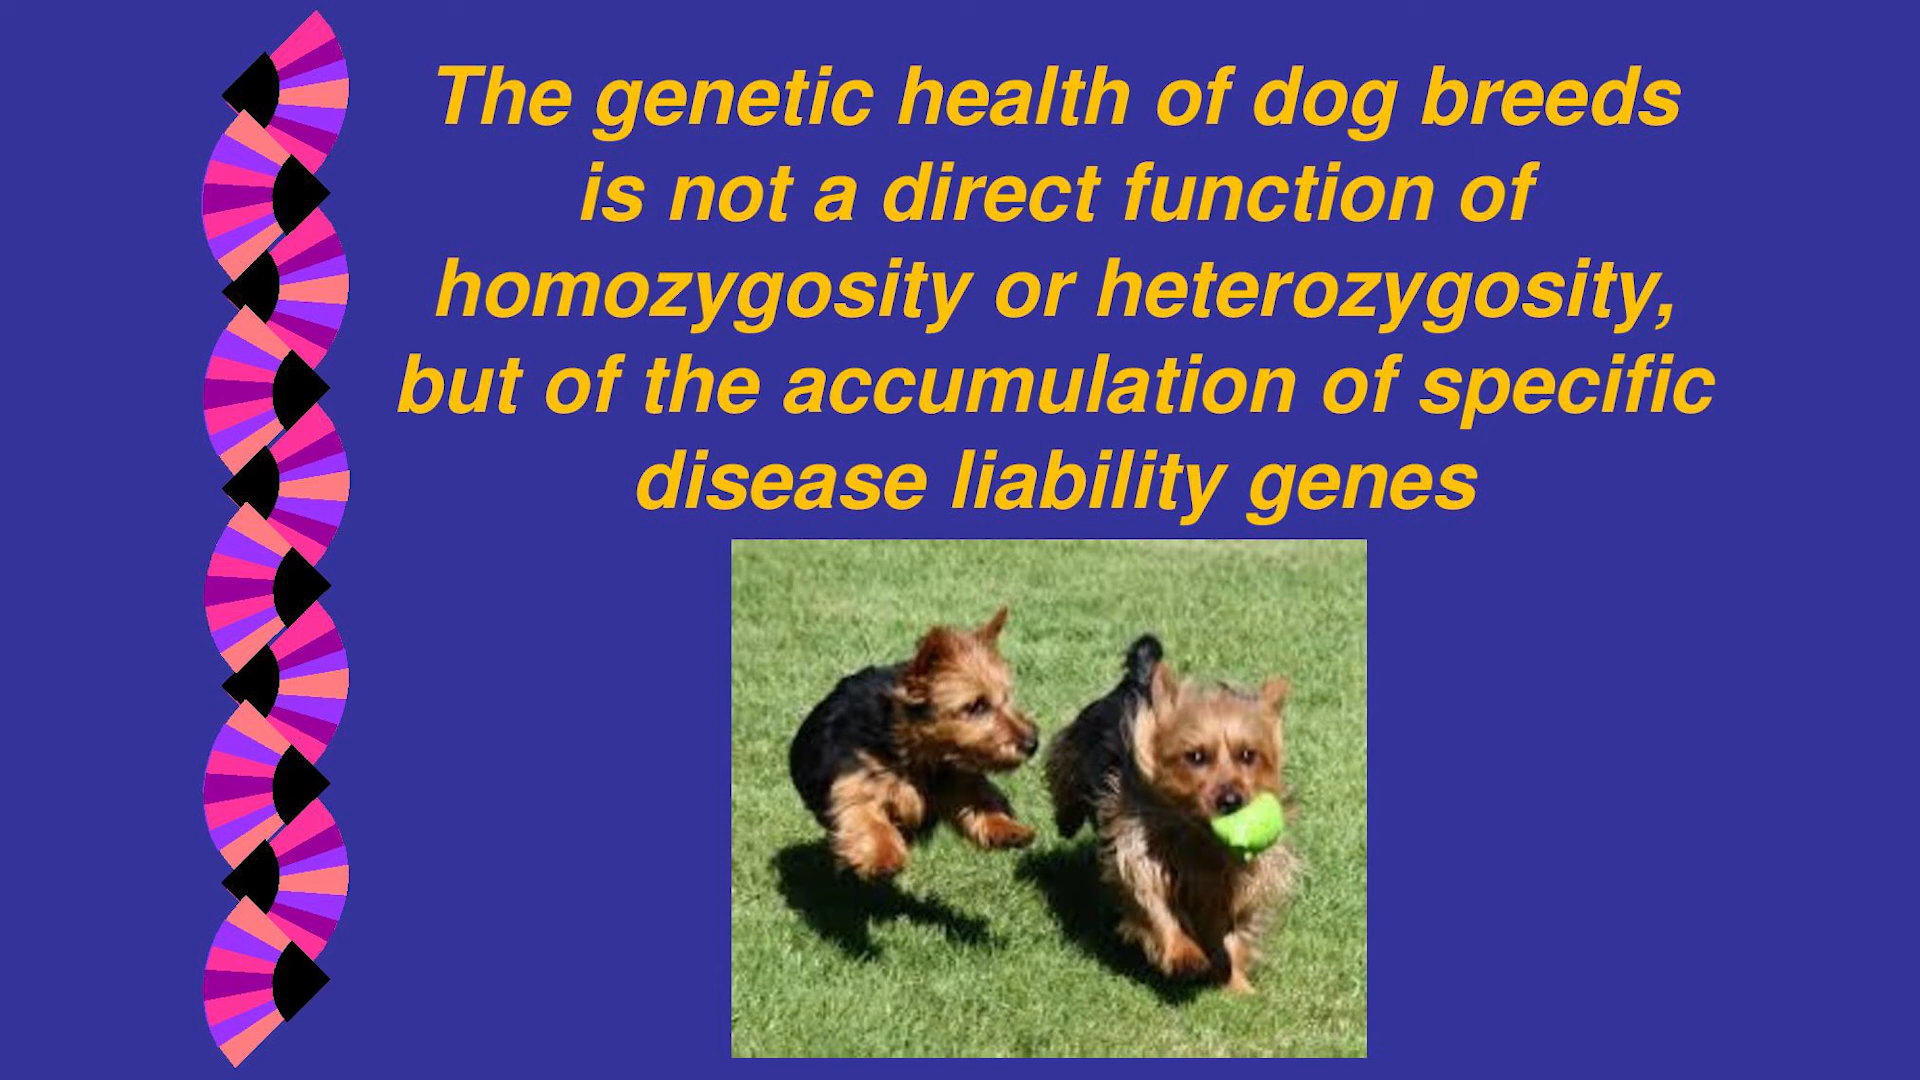 The genetic health of dog breeds
is not a direct function of
homozygosity or heterozygosity,
but of the accumulation of specific
disease liability genes